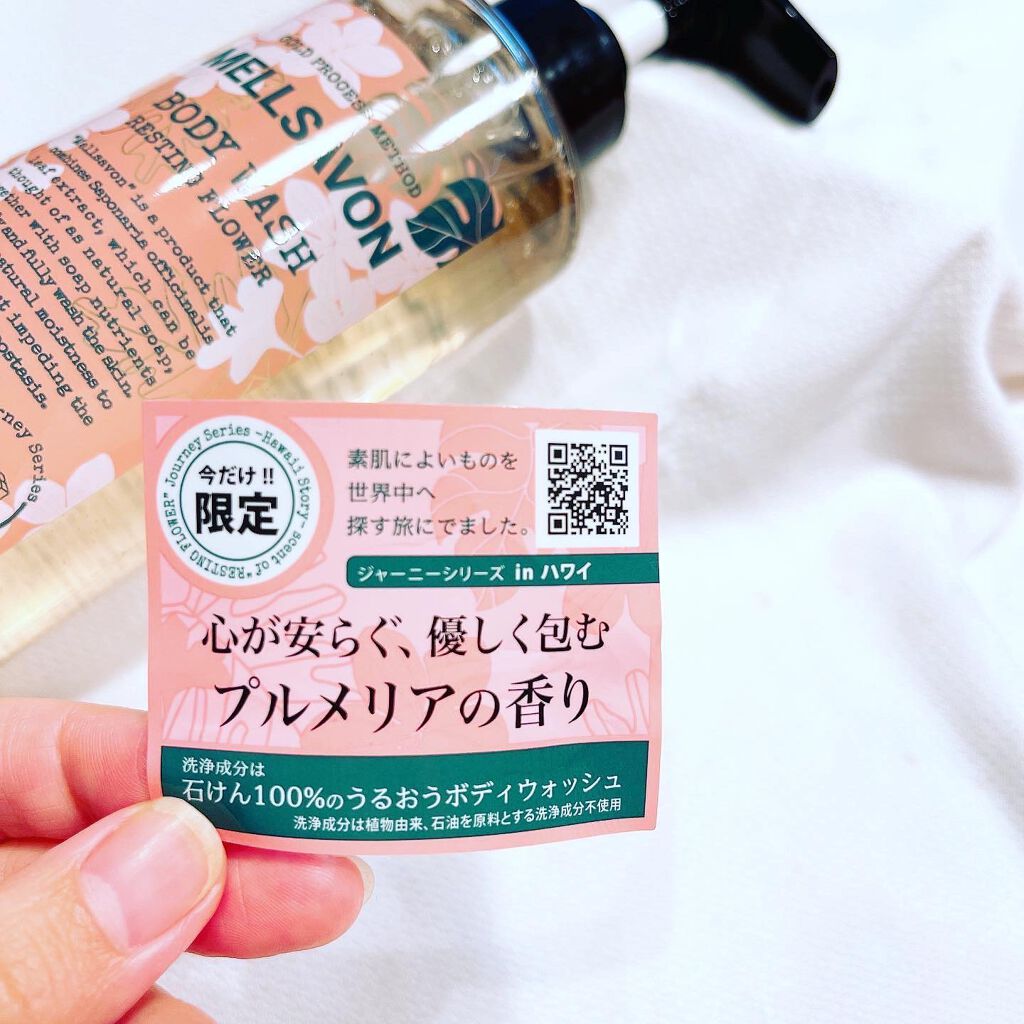 COLD PROCESS METHOD
MELLSAVON
BODY WASH
RESTING FLOWER
"Mellsavon" is a product that
combines Saponaria officinalis
leaf extract, which can be
thought of as natural soap,
together with soap nutrients
and fully wash the skin
natural moistness to
impeding the
Series
Journey Series -Hawaii Story- scent of "RESTING FLOWER"
今だけ!!
限定
素肌によいものを
世界中へ
探す旅にでました。
ジャーニーシリーズ in ハワイ
心が安らぐ、優しく包む
プルメリアの香り
洗浄成分は
石けん100%のうるおうボディウォッシュ
洗浄成分は植物由来、石油を原料とする洗浄成分不使用